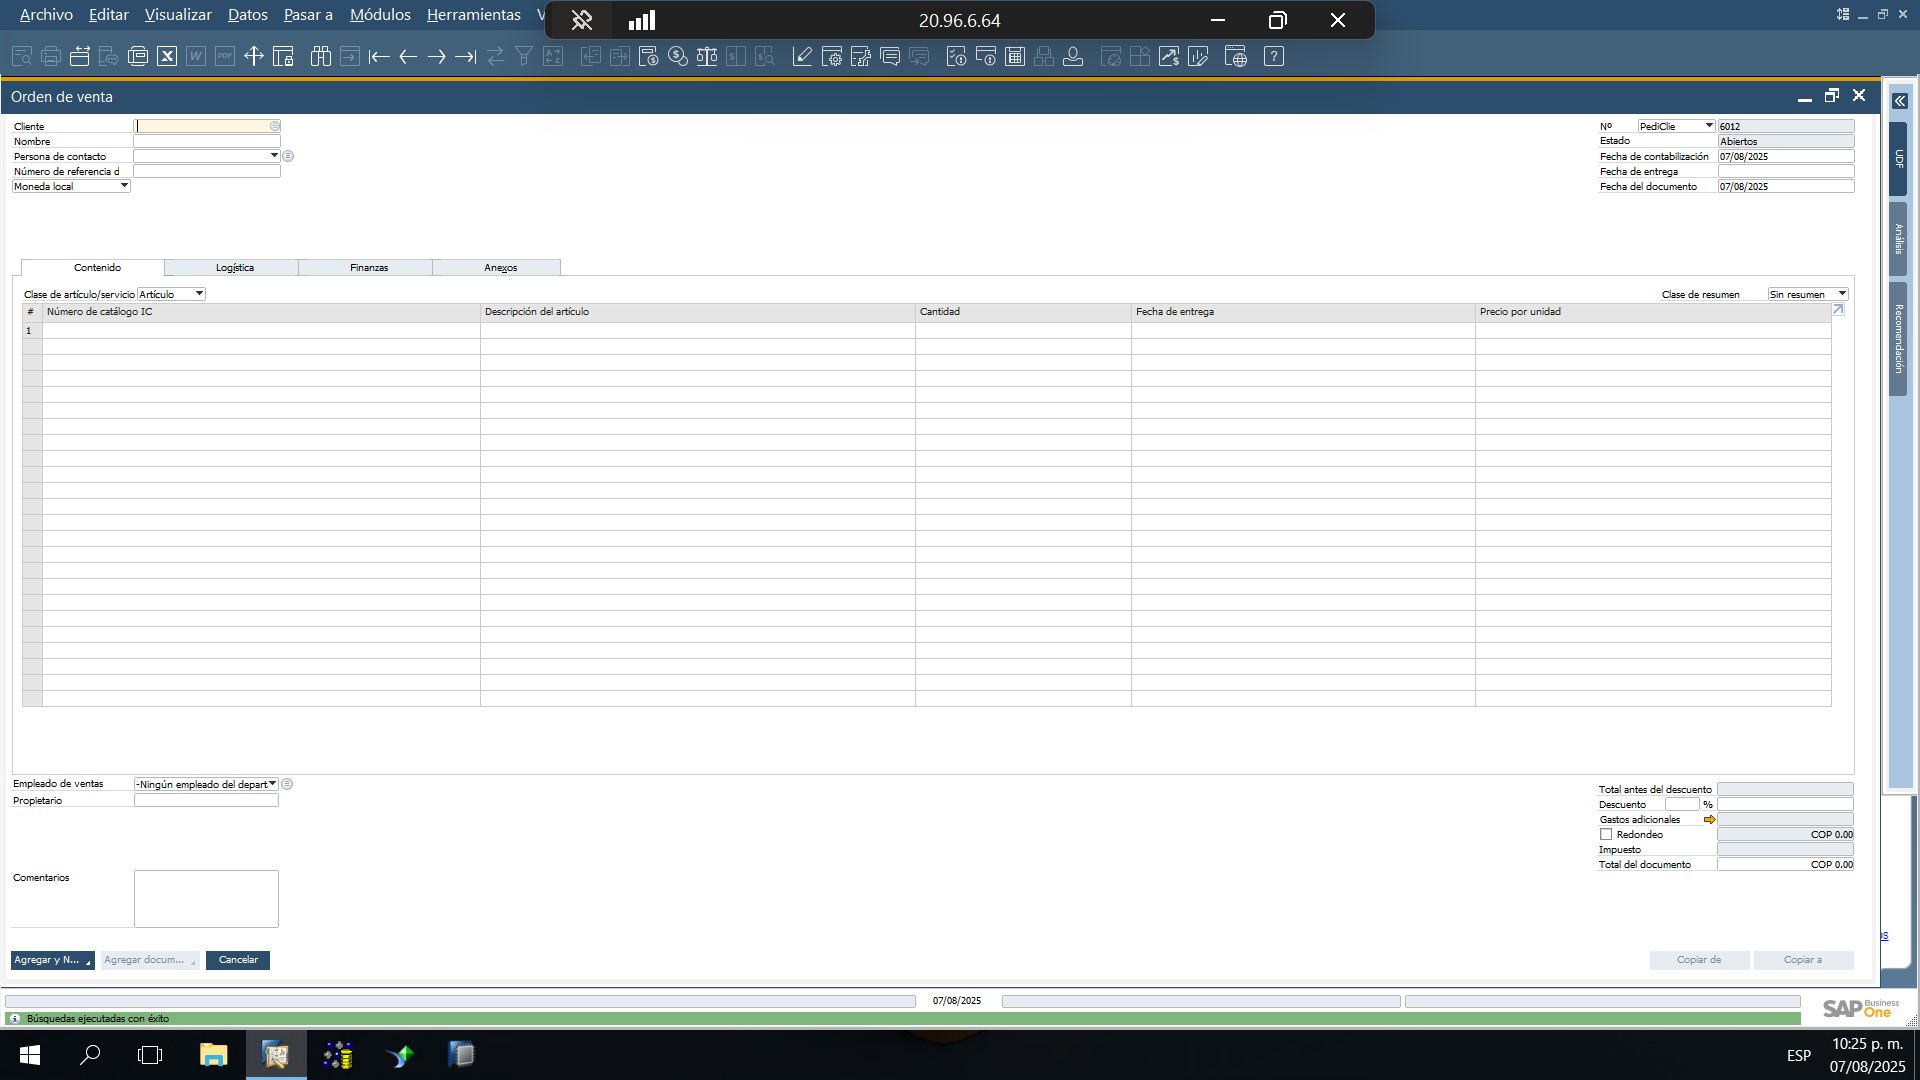 Archivo Editar Visualizar Datos Pasar a Módulos Herramientas V
20.96.6.64
Orden de venta
Cliente
Nombre
Persona de contacto
Número de referencia d
Moneda local
Nº PediClie 6012
Estado Abiertos
Fecha de contabilización 07/08/2025
Fecha de entrega
Fecha del documento 07/08/2025
UDF
Análisis
Recomendación
Contenido Logística Finanzas Anexos
Clase de artículo/servicio Artículo
Clase de resumen Sin resumen
# Número de catálogo IC Descripción del artículo Cantidad Fecha de entrega Precio por unidad
1
Empleado de ventas -Ningún empleado del depart
Propietario
Comentarios
Total antes del descuento
Descuento %
Gastos adicionales
Redondeo COP 0.00
Impuesto
Total del documento COP 0.00
Agregar y N... Agregar docum... Cancelar
Copiar de Copiar a
07/08/2025
Búsquedas ejecutadas con éxito
SAP Business One
ESP
10:25 p. m.
07/08/2025